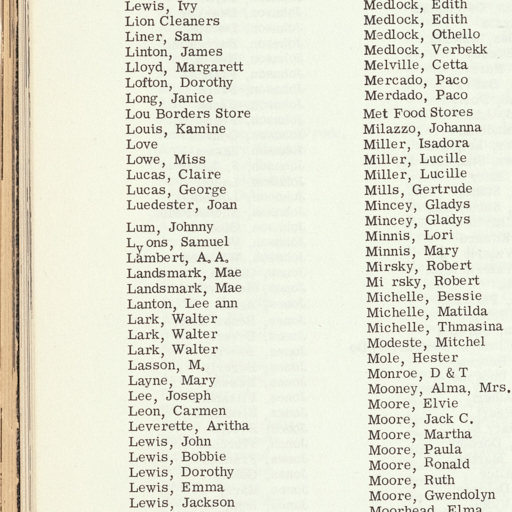 Lewis, Ivy
Lion Cleaners
Liner, Sam
Linton, James
Lloyd, Margarett
Lofton, Dorothy
Long, Janice
Lou Borders Store
Louis, Kamine
Love
Lowe, Miss
Lucas, Claire
Lucas, George
Luedester, Joan
Lum, Johnny
Lyons, Samuel
Lambert, A. A.
Landsmark, Mae
Landsmark, Mae
Lanton, Lee ann
Lark, Walter
Lark, Walter
Lark, Walter
Lasson, M.
Layne, Mary
Lee, Joseph
Leon, Carmen
Leverette, Aritha
Lewis, John
Lewis, Bobbie
Lewis, Dorothy
Lewis, Emma
Lewis, Jackson
Medlock, Edith
Medlock, Edith
Medlock, Othello
Medlock, Verbekk
Melville, Cetta
Mercado, Paco
Merdado, Paco
Met Food Stores
Milazzo, Johanna
Miller, Isadora
Miller, Lucille
Miller, Lucille
Mills, Gertrude
Mincey, Gladys
Mincey, Gladys
Minnis, Lori
Minnis, Mary
Mirsky, Robert
Mi rsky, Robert
Michelle, Bessie
Michelle, Matilda
Michelle, Thmasina
Modeste, Mitchel
Mole, Hester
Monroe, D & T
Mooney, Alma, Mrs.
Moore, Elvie
Moore, Jack C.
Moore, Martha
Moore, Paula
Moore, Ronald
Moore, Ruth
Moore, Gwendolyn
Moorhead, Elma